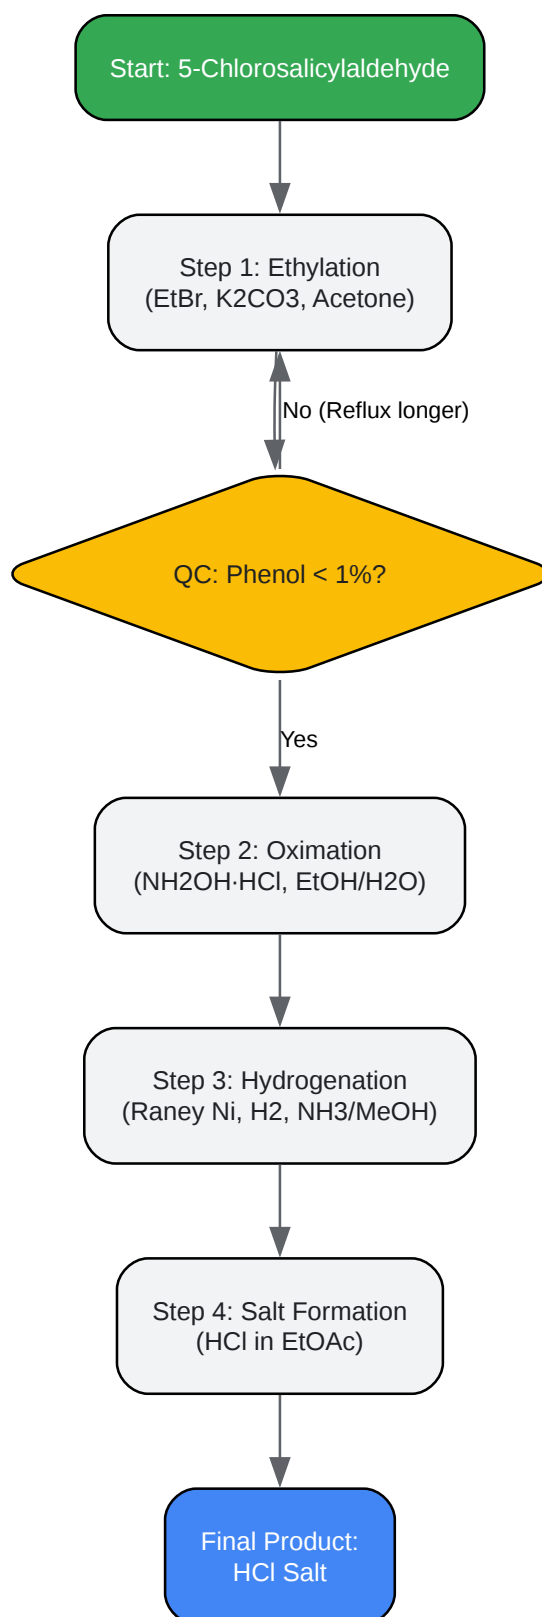 Start: 5-Chlorosalicylaldehyde
Step 1: Ethylation
(EtBr, K2CO3, Acetone)
No (Reflux longer)
QC: Phenol < 1%?
Yes
Step 2: Oximation
(NH2OH·HCl, EtOH/H2O)
Step 3: Hydrogenation
(Raney Ni, H2, NH3/MeOH)
Step 4: Salt Formation
(HCl in EtOAc)
Final Product:
HCl Salt